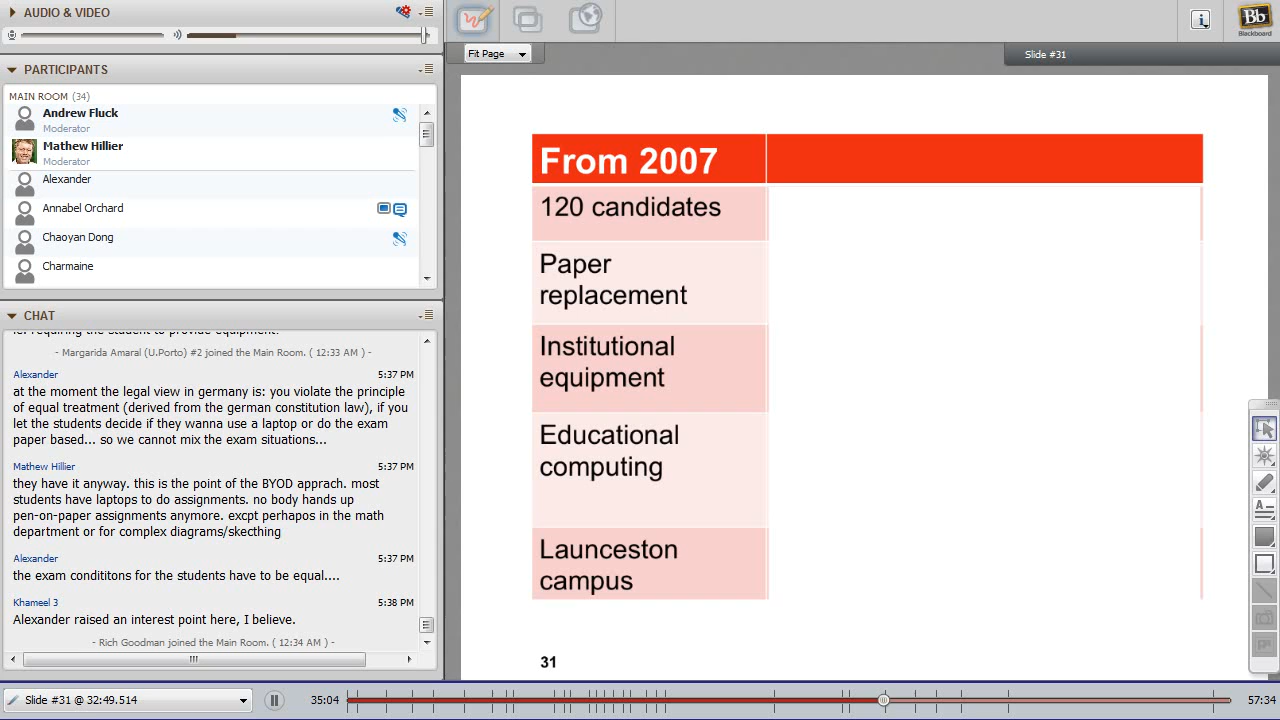 AUDIO & VIDEO
PARTICIPANTS
MAIN ROOM (34)
Andrew Fluck
Moderator
Mathew Hillier
Moderator
Alexander
Annabel Orchard
Chaoyan Dong
Charmaine
CHAT
ie. requiring the student to provide equipment.
- Margarida Amaral (U.Porto) #2 joined the Main Room. ( 12:33 AM ) -
Alexander 5:37 PM
at the moment the legal view in germany is: you violate the principle
of equal treatment (derived from the german constitution law), if you
let the students decide if they wanna use a laptop or do the exam
paper based... so we cannot mix the exam situations...
Mathew Hillier 5:37 PM
they have it anyway. this is the point of the BYOD apprach. most
students have laptops to do assignments. no body hands up
pen-on-paper assignments anymore. excpt perhapos in the math
department or for complex diagrams/skecthing
Alexander 5:37 PM
the exam condititons for the students have to be equal....
Khameel 3 5:38 PM
Alexander raised an interest point here, I believe.
- Rich Goodman joined the Main Room. ( 12:34 AM ) -
Slide #31 @ 32:49.514
35:04
57:34
Bb
Blackboard
Fit Page
Slide #31
From 2007
120 candidates
Paper
replacement
Institutional
equipment
Educational
computing
Launceston
campus
31